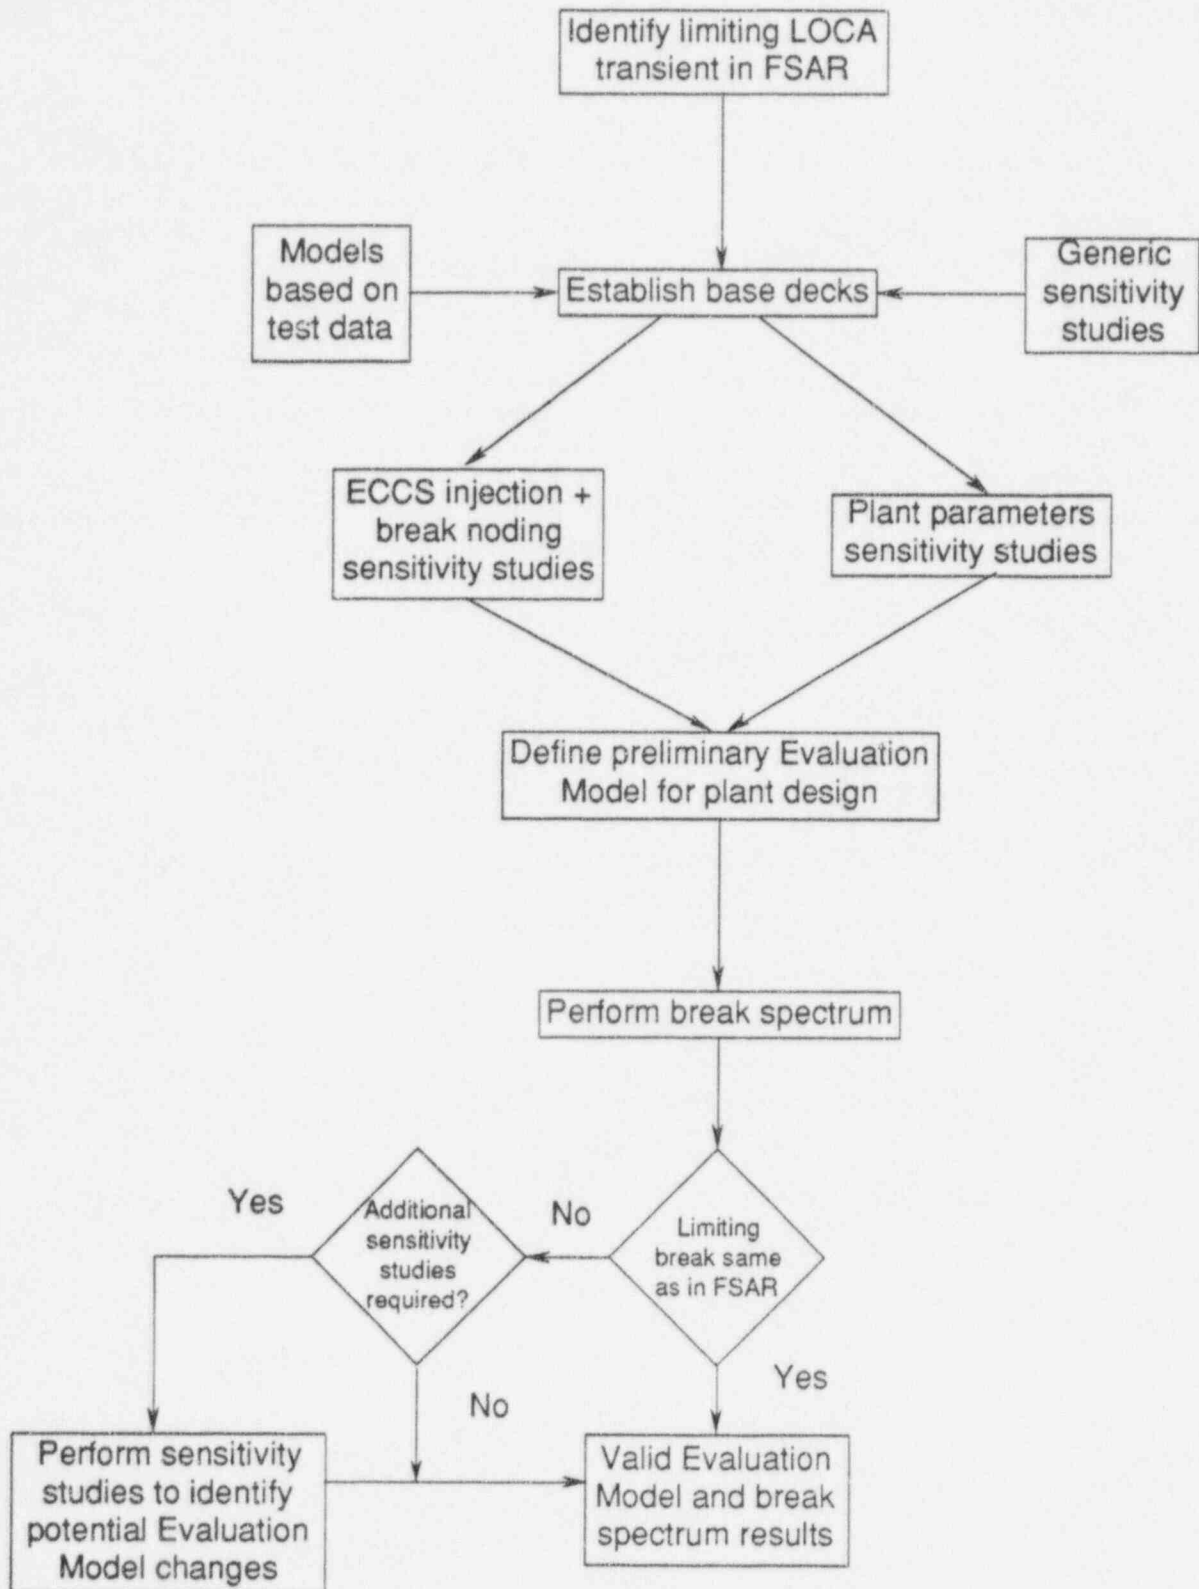 Identify limiting LOCA
transient in FSAR
Models
based on
test data
Establish base decks
Generic
sensitivity
studies
ECCS injection +
break noding
sensitivity studies
Plant parameters
sensitivity studies
Define preliminary Evaluation
Model for plant design
Perform break spectrum
Yes
Additional
sensitivity
studies
required?
No
Limiting
break same
as in FSAR
No
Yes
Perform sensitivity
studies to identify
potential Evaluation
Model changes
Valid Evaluation
Model and break
spectrum results